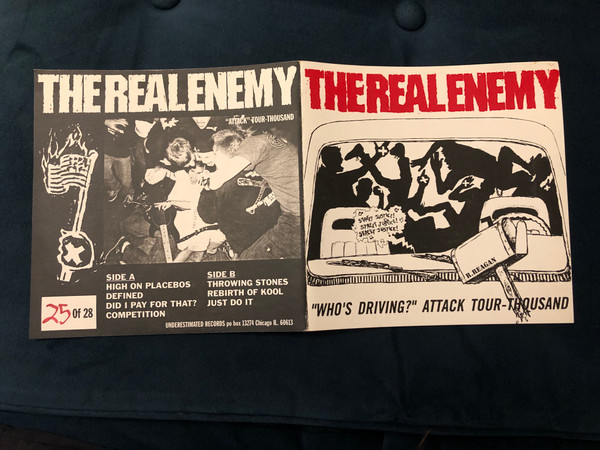 THE REAL ENEMY
"ATTACK" TOUR-THOUSAND
SIDE A
HIGH ON PLACEBOS
DEFINED
DID I PAY FOR THAT?
COMPETITION
SIDE B
THROWING STONES
REBIRTH OF KOOL
JUST DO IT
25 OF 28
UNDERESTIMATED RECORDS po box 13274 Chicago IL. 60613
THE REAL ENEMY
R.REAGAN
"WHO'S DRIVING?" ATTACK TOUR-THOUSAND